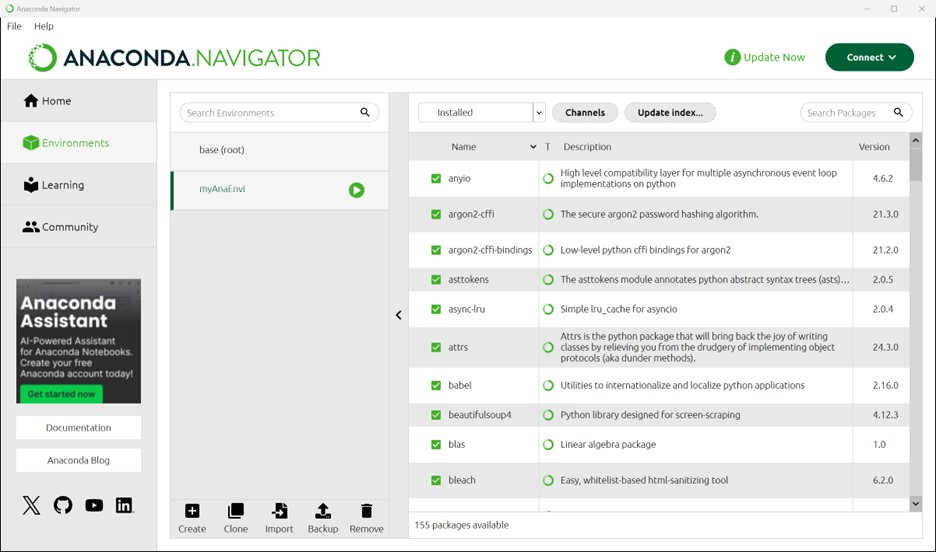 Anaconda Navigator
File Help
ANACONDA.NAVIGATOR
i Update Now
Connect
Home
Environments
Learning
Community
Anaconda
Assistant
AI-Powered Assistant
for Anaconda Notebooks.
Create your free
Anaconda account today!
Get started now
Documentation
Anaconda Blog
Search Environments
base (root)
myAnaEnvi
Create Clone Import Backup Remove
Installed Channels Update index... Search Packages
Name T Description Version
anyio High level compatibility layer for multiple asynchronous event loop
implementations on python 4.6.2
argon2-cffi The secure argon2 password hashing algorithm. 21.3.0
argon2-cffi-bindings Low-level python cffi bindings for argon2 21.2.0
asttokens The asttokens module annotates python abstract syntax trees (asts)... 2.0.5
async-lru Simple lru_cache for asyncio 2.0.4
attrs Attrs is the python package that will bring back the joy of writing
classes by relieving you from the drudgery of implementing object
protocols (aka dunder methods). 24.3.0
babel Utilities to internationalize and localize python applications 2.16.0
beautifulsoup4 Python library designed for screen-scraping 4.12.3
blas Linear algebra package 1.0
bleach Easy, whitelist-based html-sanitizing tool 6.2.0
155 packages available